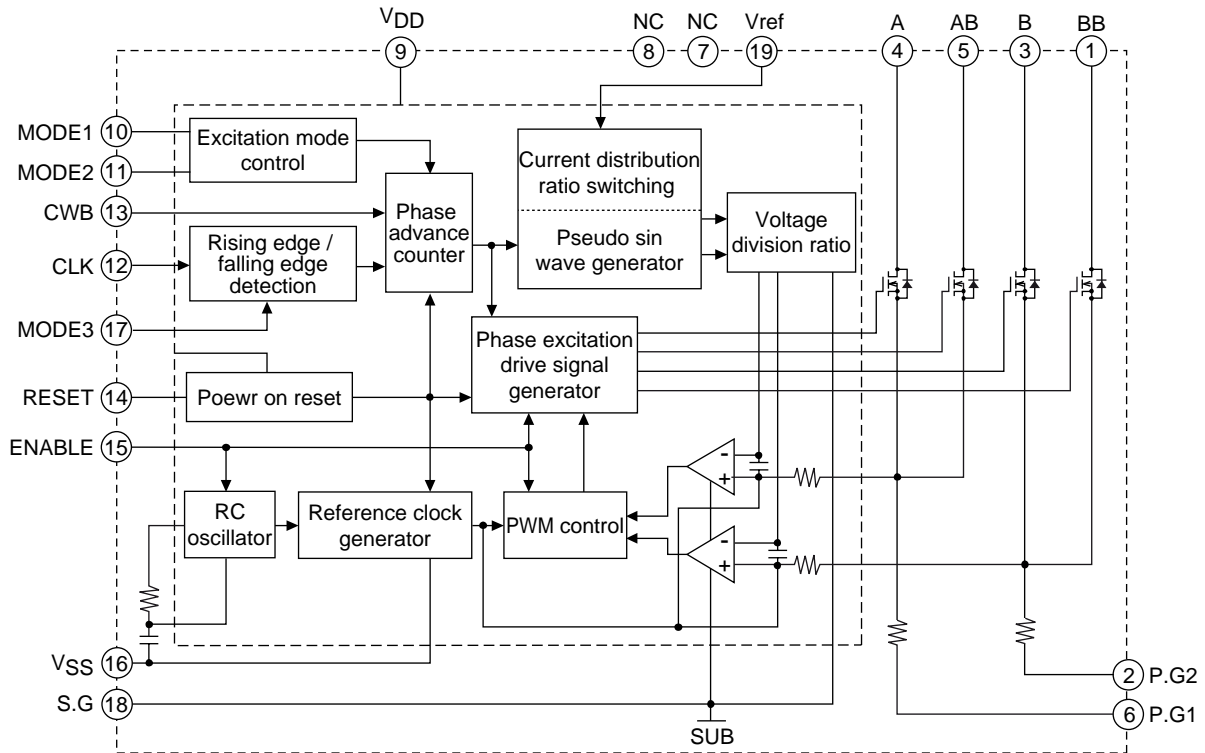 VDD
NC
NC
Vref
A
AB
B
BB
9
8
7
19
4
5
3
1
MODE1
10
MODE2
11
CWB
13
CLK
12
MODE3
17
RESET
14
ENABLE
15
VSS
16
S.G
18
Excitation mode
control
Phase
advance
counter
Rising edge /
falling edge
detection
Current distribution
ratio switching
Pseudo sin
wave generator
Voltage
division ratio
Phase excitation
drive signal
generator
Poewr on reset
RC
oscillator
Reference clock
generator
PWM control
-
+
-
+
SUB
2
P.G2
6
P.G1